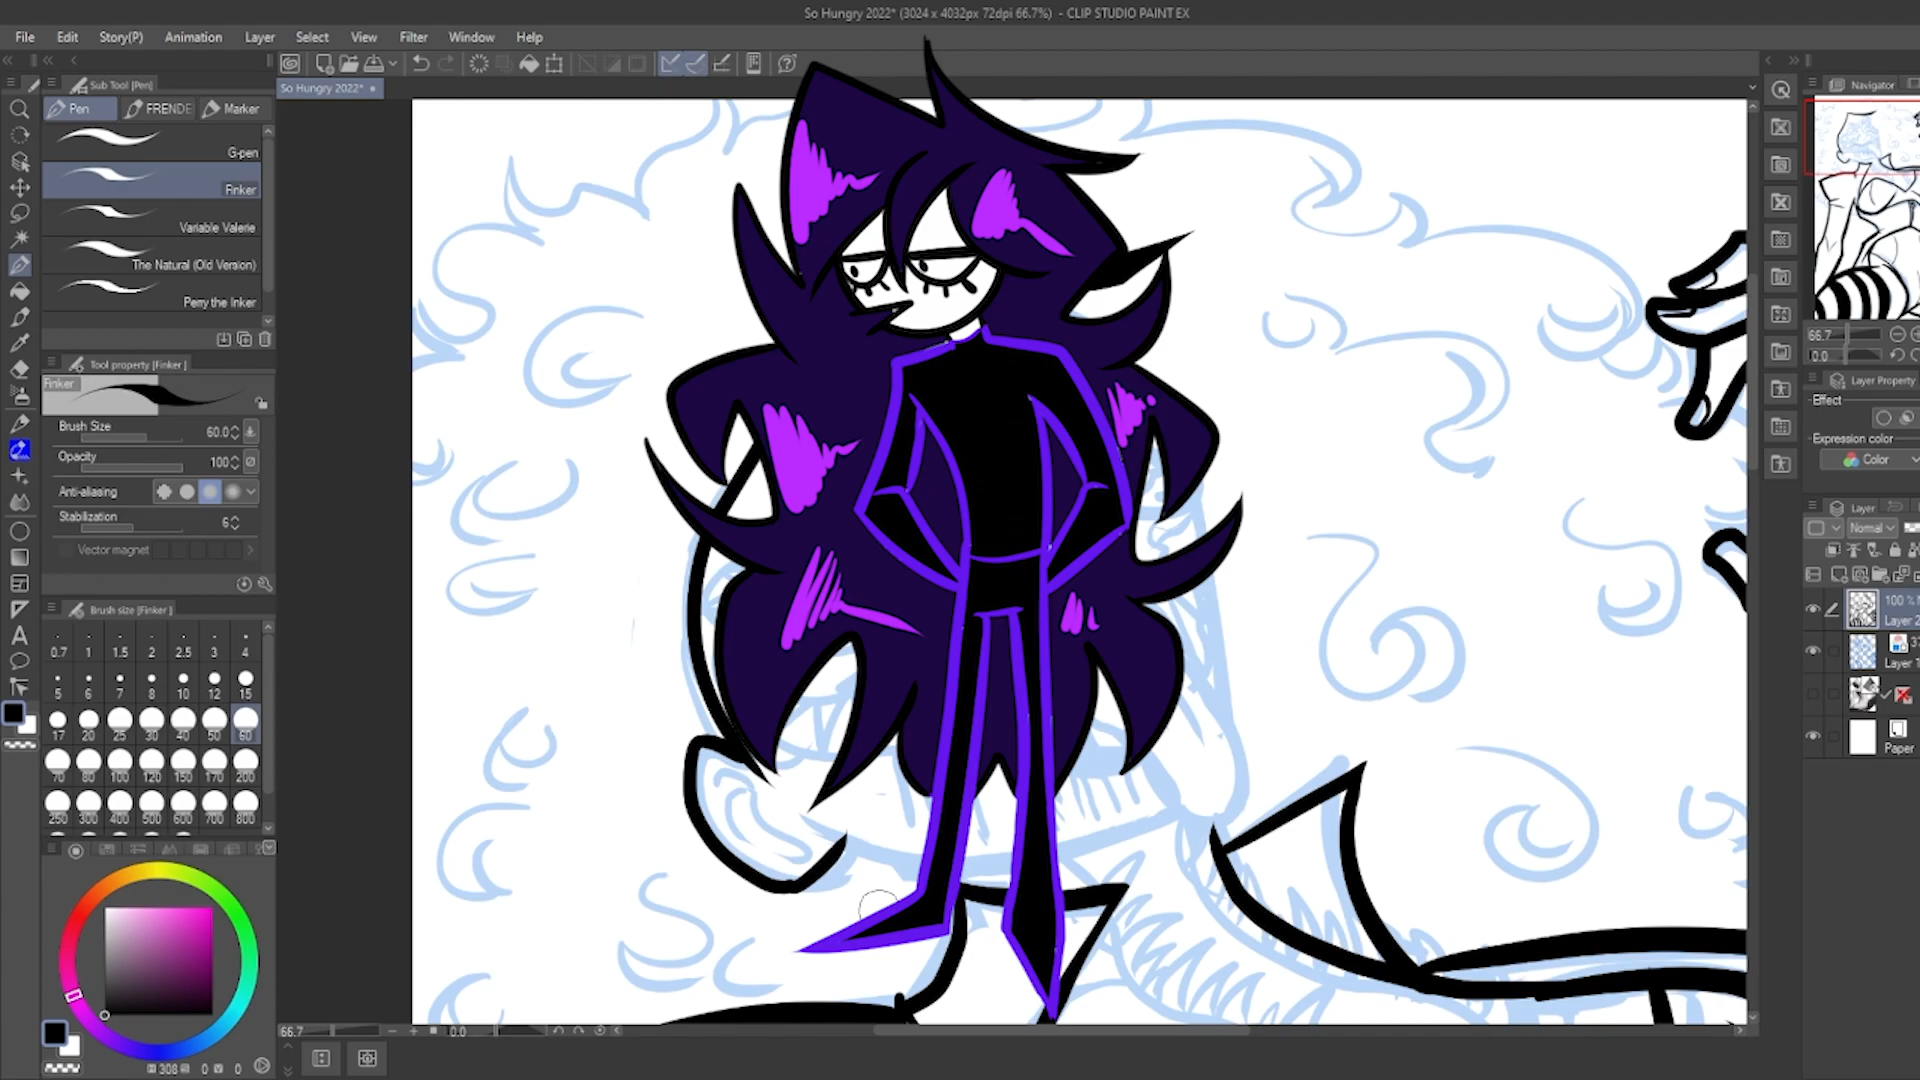 So Hungry 2022* (3024 x 4032px 72dpi 66.7%) - CLIP STUDIO PAINT EX
File Edit Story(P) Animation Layer Select View Filter Window Help
Sub Tool [Pen]
So Hungry 2022*
Navigator
Pen FRENDE Marker
G-pen
Finker
Variable Valerie
The Natural (Old Version)
Perry the Inker
Tool property [Finker]
Finker
Brush Size 60.0
Opacity 100
Anti-aliasing
Stabilization 6
Vector magnet
Brush size [Finker]
0.7 1 1.5 2 2.5 3 4
5 6 7 8 10 12 15
17 20 25 30 40 50 60
70 80 100 120 150 170 200
250 300 400 500 600 700 800
308 0 0
66.7 0.0
66.7
0.0
Layer Property
Effect
Expression color
Color
Layer
Normal
100 %
Layer 2
Layer
Paper